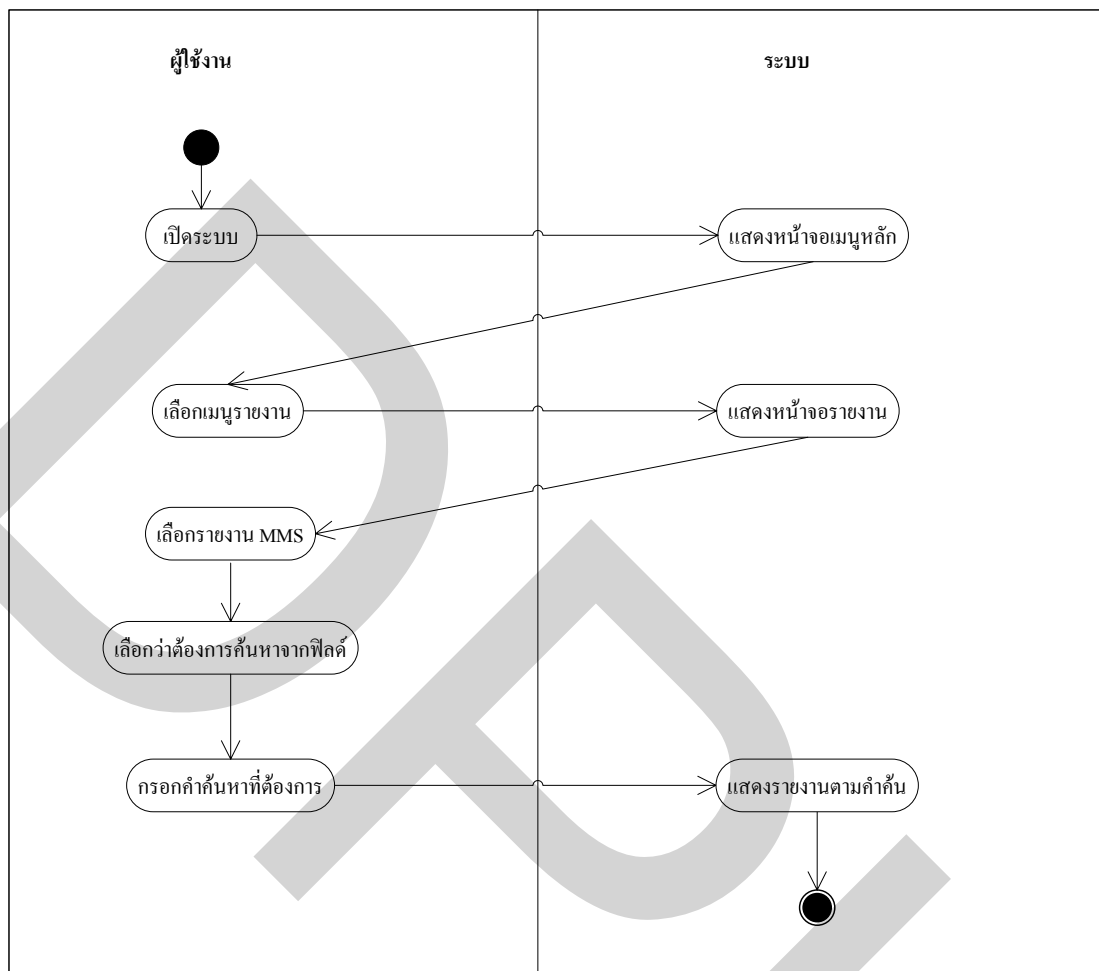 ผู้ใช้งาน
ระบบ
เปิดระบบ
แสดงหน้าจอเมนูหลัก
เลือกเมนูรายงาน
แสดงหน้าจอรายงาน
เลือกรายงาน MMS
เลือกว่าต้องการค้นหาจากฟิลด์
กรอกคำค้นหาที่ต้องการ
แสดงรายงานตามคำค้น